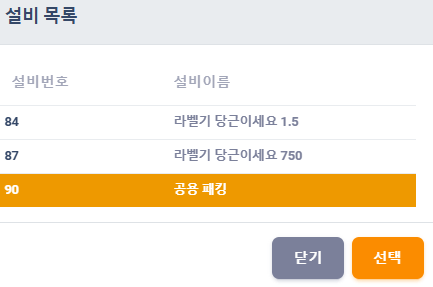 설비 목록
설비번호 설비이름
84 라벨기 당근이세요 1.5
87 라벨기 당근이세요 750
90 공용 패킹
닫기 선택